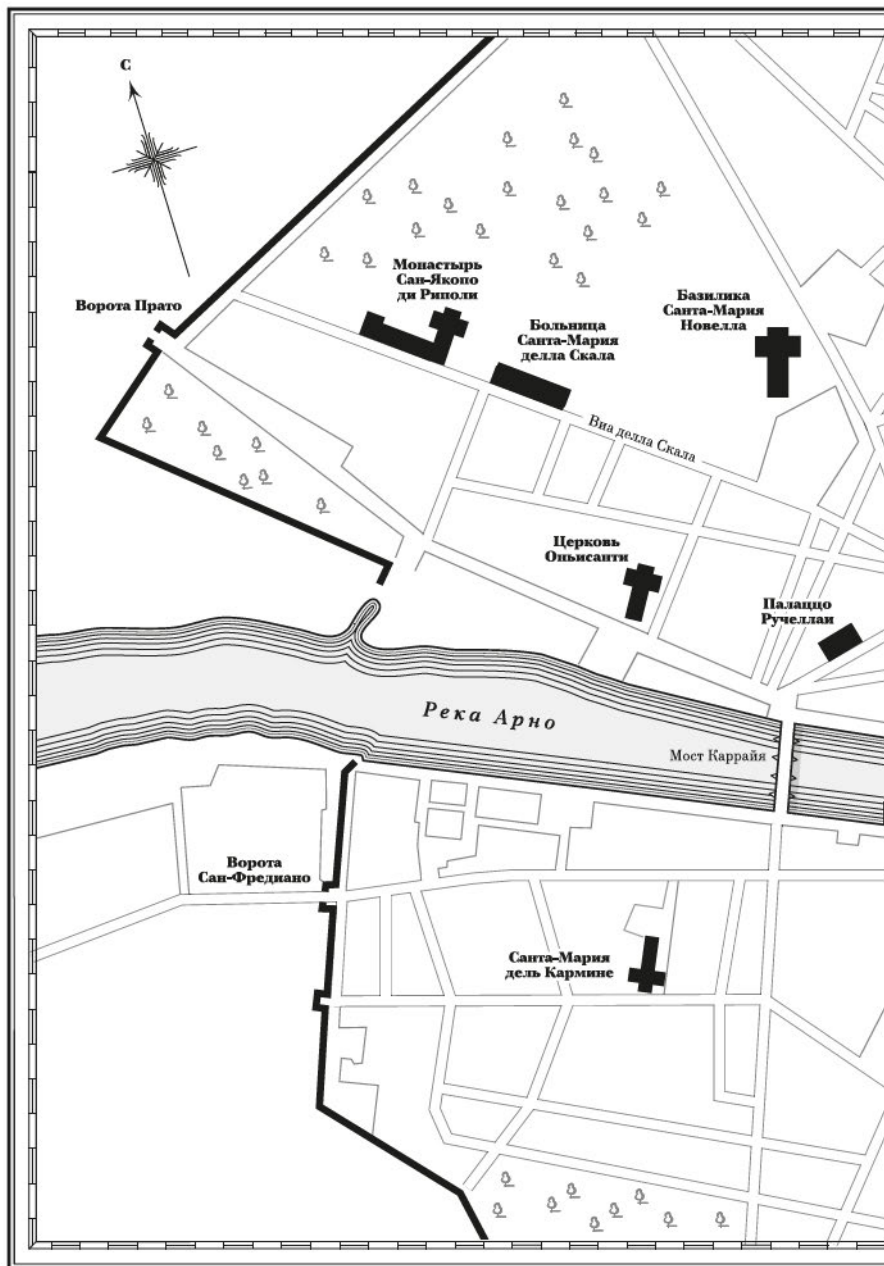 С
Ворота Прато
Монастырь
Сан-Якопо
ди Риполи
Больница
Санта-Мария
делла Скала
Базилика
Санта-Мария
Новелла
Виа делла Скала
Церковь
Оньисанти
Палаццо
Ручеллаи
Река Арно
Мост Каррайя
Ворота
Сан-Фредиано
Санта-Мария
дель Кармине